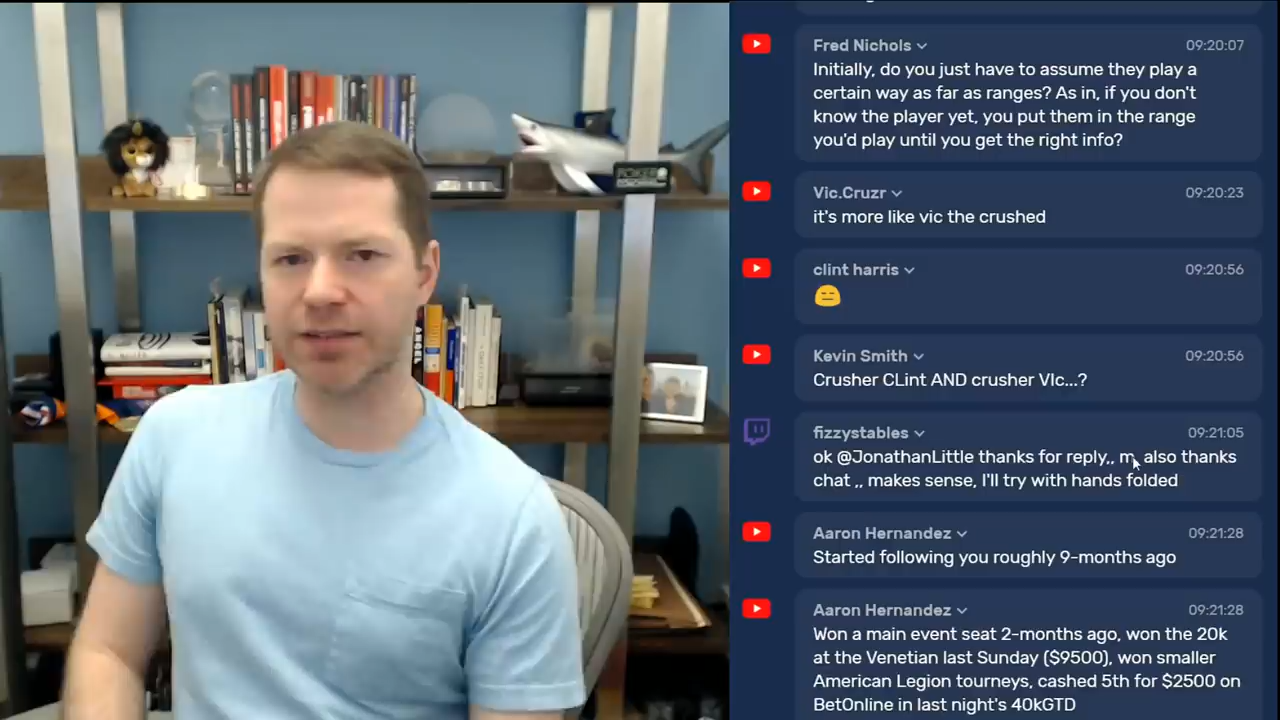 Fred Nichols
09:20:07
Initially, do you just have to assume they play a
certain way as far as ranges? As in, if you don't
know the player yet, you put them in the range
you'd play until you get the right info?
Vic.Cruzr
09:20:23
it's more like vic the crushed
clint harris
09:20:56
Kevin Smith
09:20:56
Crusher CLint AND crusher VIc...?
fizzystables
09:21:05
ok @JonathanLittle thanks for reply,, m, also thanks
chat ,, makes sense, I'll try with hands folded
Aaron Hernandez
09:21:28
Started following you roughly 9-months ago
Aaron Hernandez
09:21:28
Won a main event seat 2-months ago, won the 20k
at the Venetian last Sunday ($9500), won smaller
American Legion tourneys, cashed 5th for $2500 on
BetOnline in last night's 40kGTD
POKER